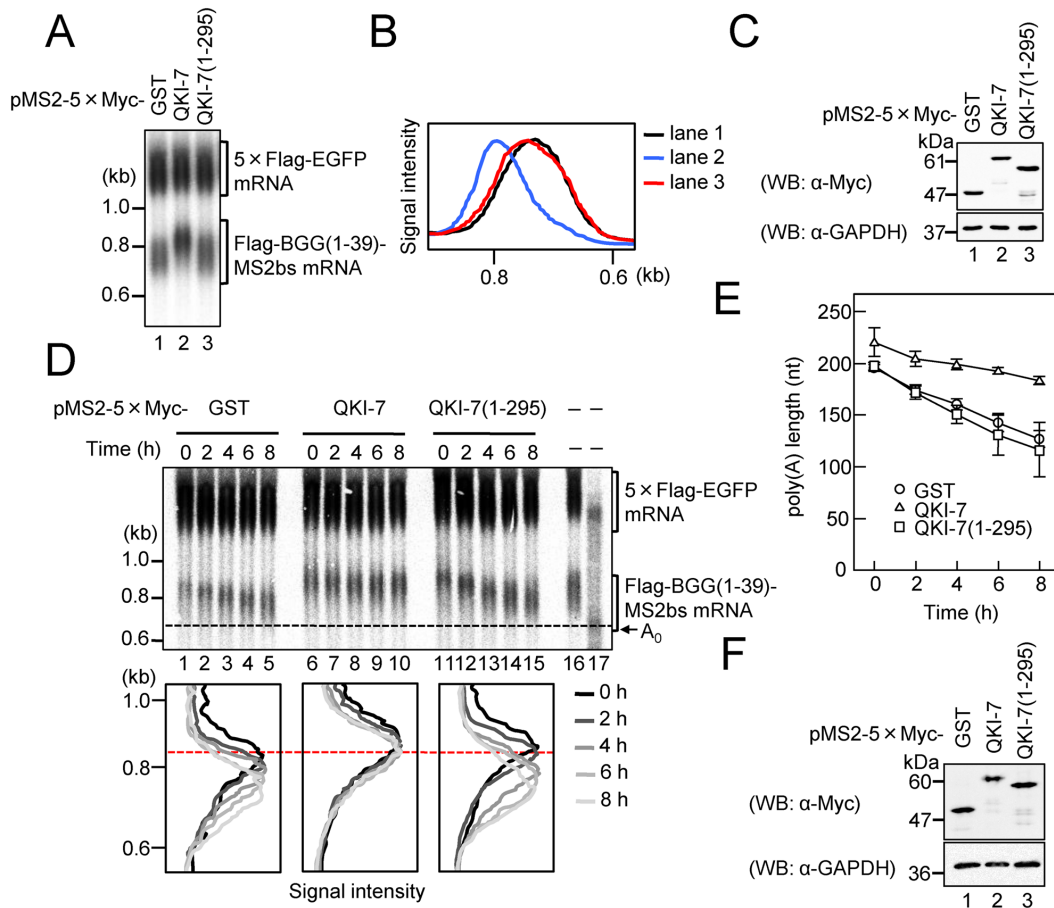 A
pMS2-5×Myc-
GST
QKI-7
QKI-7(1-295)
(kb)
1.0
0.8
0.6
5×Flag-EGFP
mRNA
Flag-BGG(1-39)-
MS2bs mRNA
1 2 3
B
Signal intensity
lane 1
lane 2
lane 3
0.8 0.6 (kb)
C
pMS2-5×Myc-
GST
QKI-7
QKI-7(1-295)
kDa
61
(WB: α-Myc)
47
(WB: α-GAPDH)
37
1 2 3
D
pMS2-5×Myc- GST QKI-7 QKI-7(1-295) – –
Time (h) 0 2 4 6 8 0 2 4 6 8 0 2 4 6 8 – –
(kb)
1.0
0.8
0.6
5×Flag-EGFP
mRNA
Flag-BGG(1-39)-
MS2bs mRNA
A0
1 2 3 4 5 6 7 8 9 10 11 12 13 14 15 16 17
(kb)
1.0
0.8
0.6
0 h
2 h
4 h
6 h
8 h
Signal intensity
E
poly(A) length (nt)
250
200
150
100
50
0
GST
QKI-7
QKI-7(1-295)
0 2 4 6 8
Time (h)
F
pMS2-5×Myc-
GST
QKI-7
QKI-7(1-295)
kDa
60
(WB: α-Myc)
47
(WB: α-GAPDH)
36
1 2 3